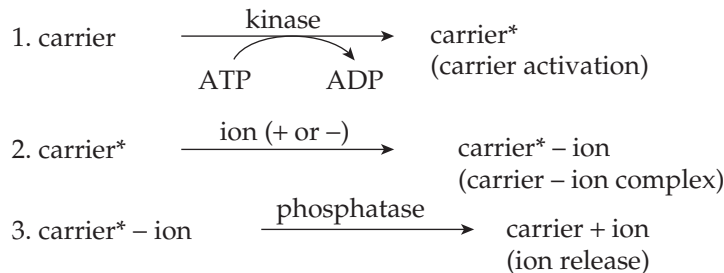 kinase
1. carrier carrier*
ATP ADP (carrier activation)
ion (+ or –)
2. carrier* carrier* – ion
(carrier – ion complex)
phosphatase
3. carrier* – ion carrier + ion
(ion release)